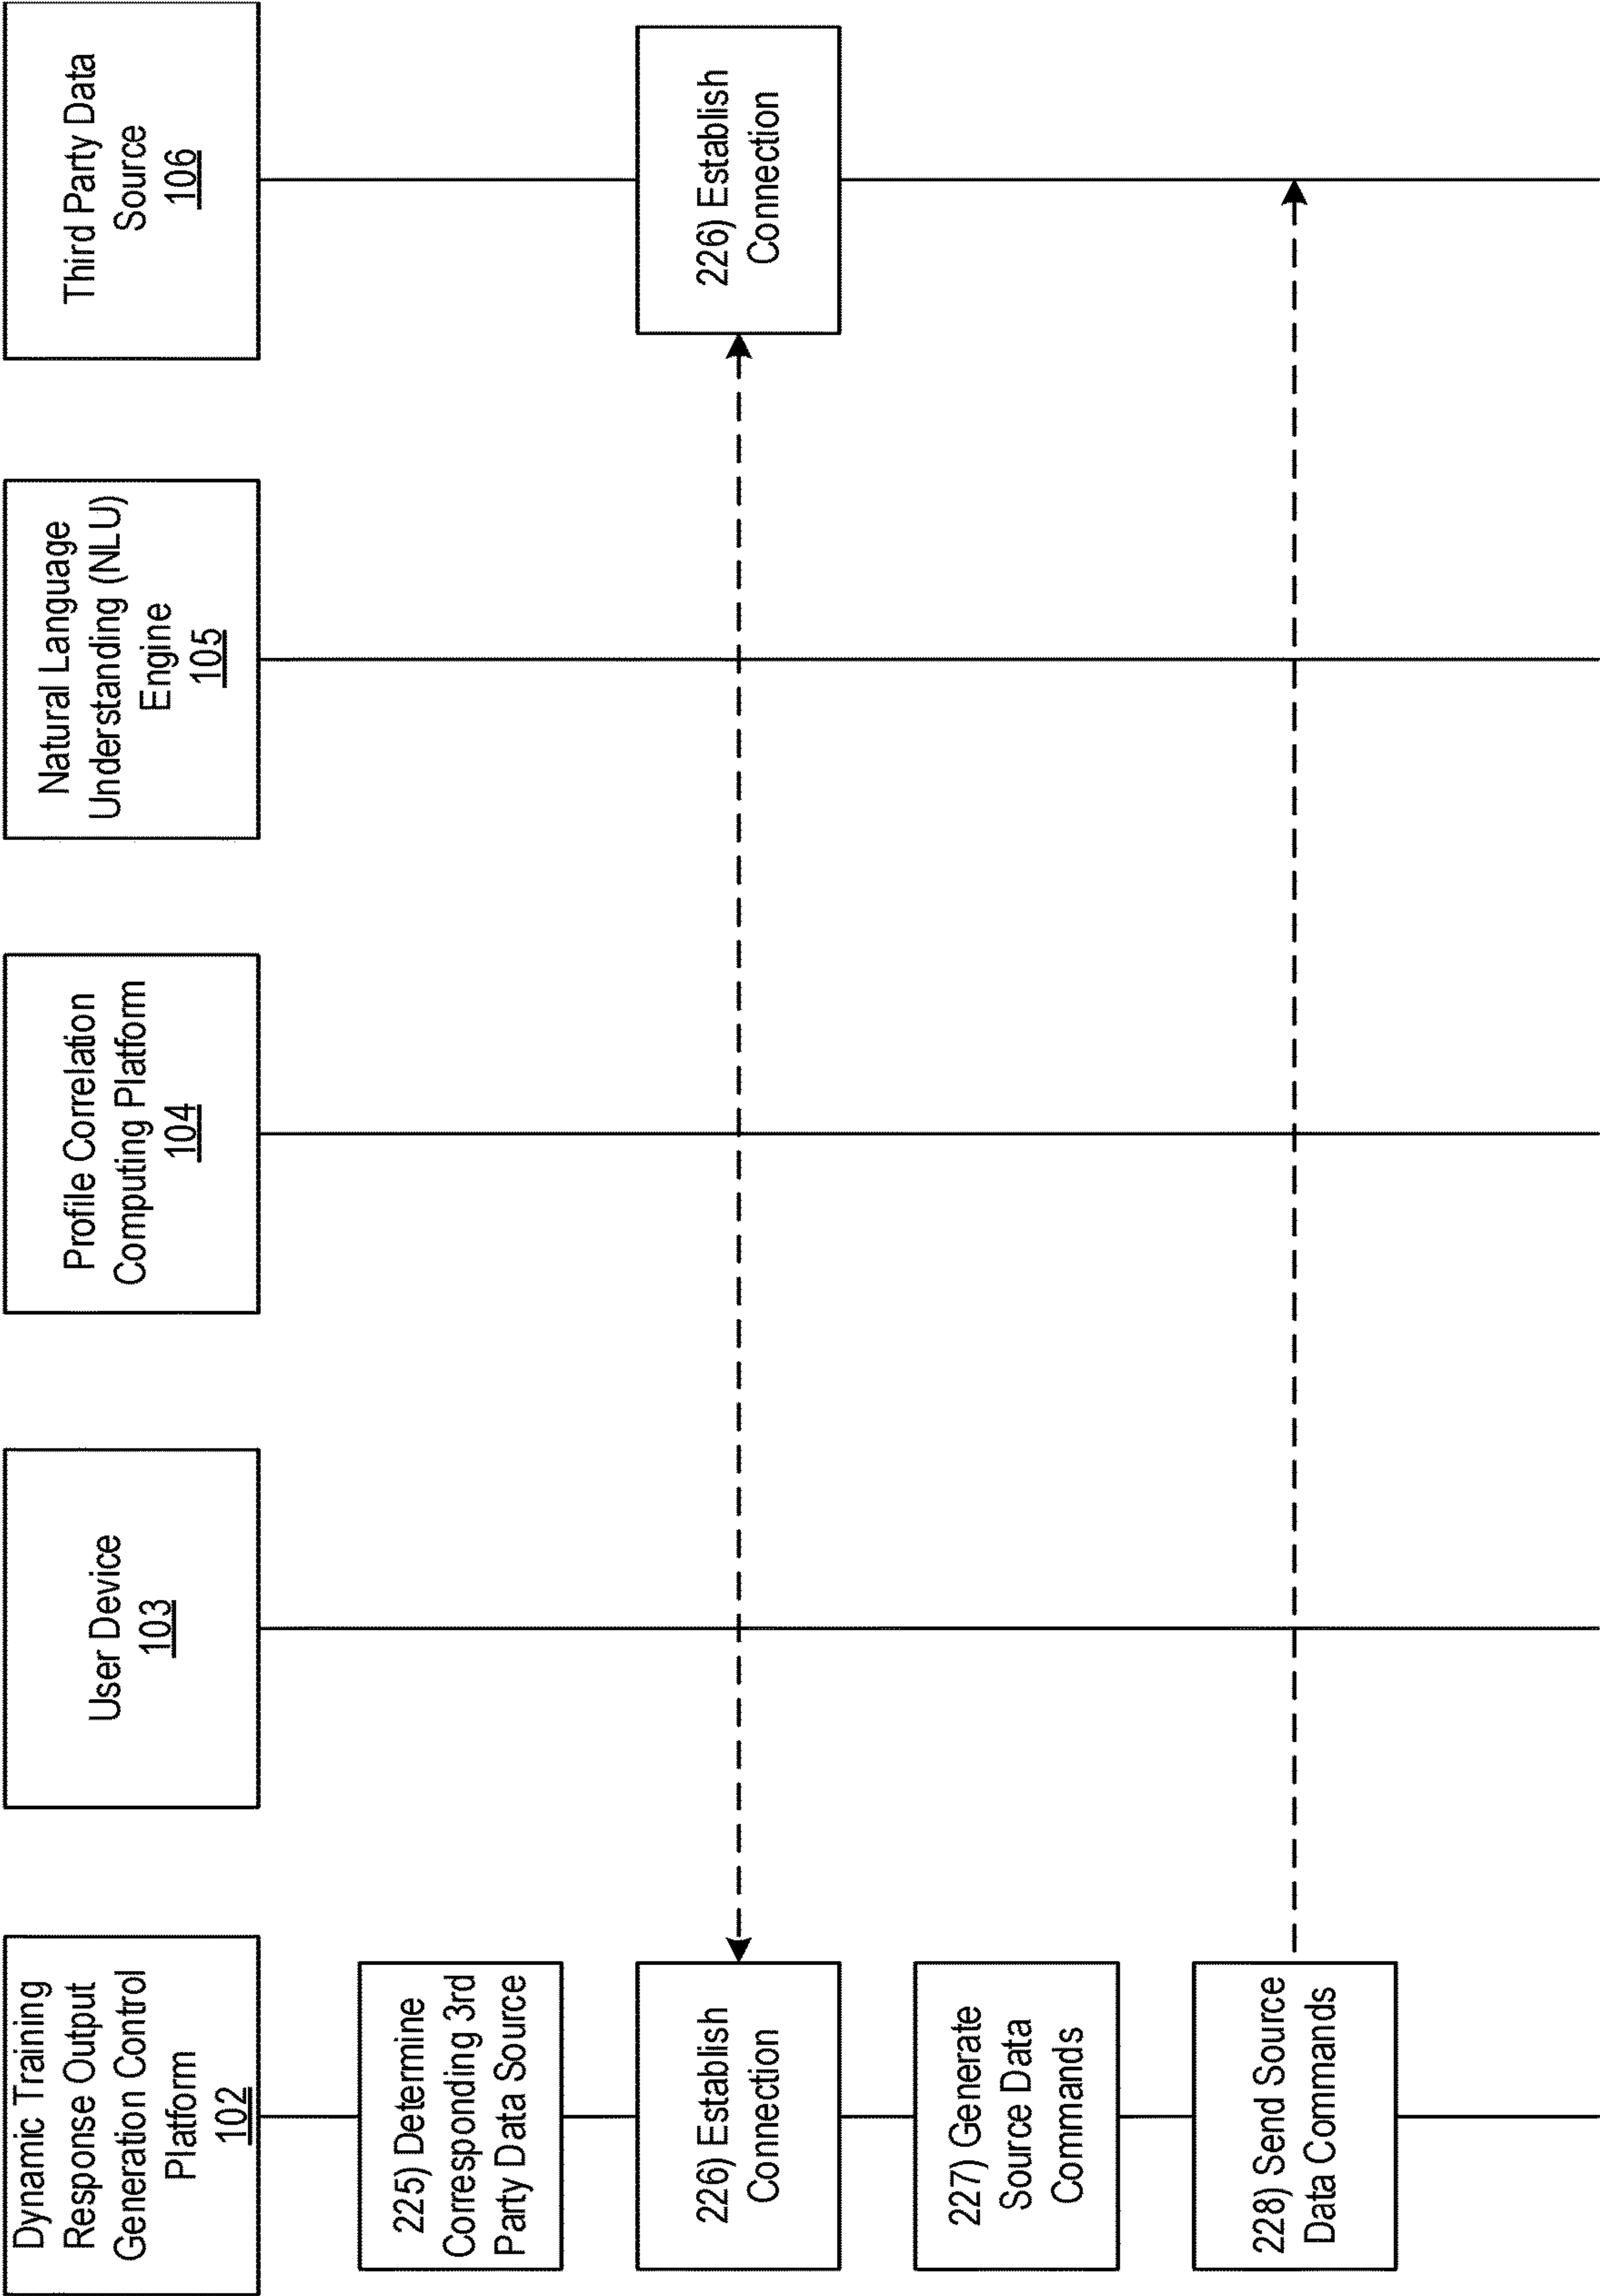 Dynamic Training
Response Output
Generation Control
Platform
102
User Device
103
Profile Correlation
Computing Platform
104
Natural Language
Understanding (NLU)
Engine
105
Third Party Data
Source
106
225) Determine
Corresponding 3rd
Party Data Source
226) Establish
Connection
226) Establish
Connection
227) Generate
Source Data
Commands
228) Send Source
Data Commands